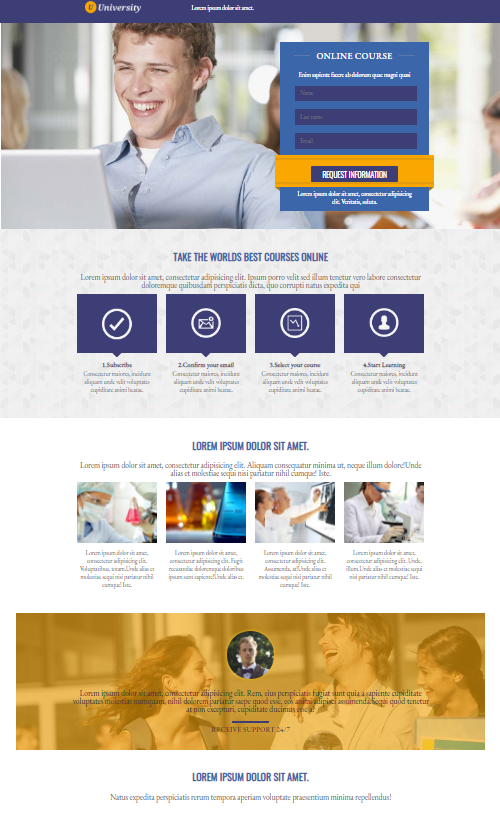 U University
Lorem ipsum dolor sit amet.
ONLINE COURSE
Enim sapiente facere ab dolorum quae magni quasi
Name
Last name
Email
REQUEST INFORMATION
Lorem ipsum dolor sit amet, consectetur adipisicing
elit. Veritatis, soluta.
TAKE THE WORLDS BEST COURSES ONLINE
Lorem ipsum dolor sit amet, consectetur adipisicing elit. Ipsum porro velit sed illum tenetur vero labore consectetur
doloremque quibusdam perspiciatis dicta, quo corrupti natus expedita qui
1.Subscribe
Consectetur maiores, incidunt
aliquam unde velit voluptates
cupiditate animi beatae.
2.Confirm your email
Consectetur maiores, incidunt
aliquam unde velit voluptates
cupiditate animi beatae.
3.Select your course
Consectetur maiores, incidunt
aliquam unde velit voluptates
cupiditate animi beatae.
4.Start Learning
Consectetur maiores, incidunt
aliquam unde velit voluptates
cupiditate animi beatae.
LOREM IPSUM DOLOR SIT AMET.
Lorem ipsum dolor sit amet, consectetur adipisicing elit. Aliquam consequatur minima ut, neque illum dolore!Unde
alias et molestiae sequi nisi pariatur nihil cumque! Iste.
Lorem ipsum dolor sit amet,
consectetur adipisicing elit.
Voluptatibus, totam.Unde alias et
molestiae sequi nisi pariatur nihil
cumque! Iste.
Lorem ipsum dolor sit amet,
consectetur adipisicing elit. Fugit
recusandae doloremque doloribus
ipsum sunt sapiente!Unde alias et.
Lorem ipsum dolor sit amet,
consectetur adipisicing elit.
Assumenda, at!Unde alias et
molestiae sequi nisi pariatur nihil
cumque! Iste.
Lorem ipsum dolor sit amet,
consectetur adipisicing elit. Unde,
illum.Unde alias et molestiae sequi
nisi pariatur nihil cumque! Iste.
Lorem ipsum dolor sit amet, consectetur adipisicing elit. Rem, eius perspiciatis fugiat sunt quia a sapiente cupiditate
voluptates molestias numquam, nihil dolorem pariatur saepe quod esse, eos animi adipisci assumenda.Sequi quod tenetur
at non excepturi, cupiditate ducimus esse a?
RECEIVE SUPPORT 24/7
LOREM IPSUM DOLOR SIT AMET.
Natus expedita perspiciatis rerum tempora aperiam voluptate praesentium minima repellendus!